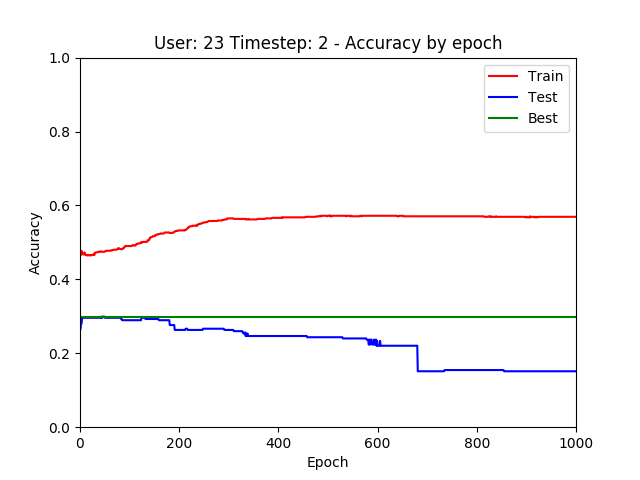 User: 23 Timestep: 2 - Accuracy by epoch
1.0
0.8
0.6
0.4
0.2
0.0
Accuracy
Train
Test
Best
0 200 400 600 800 1000
Epoch